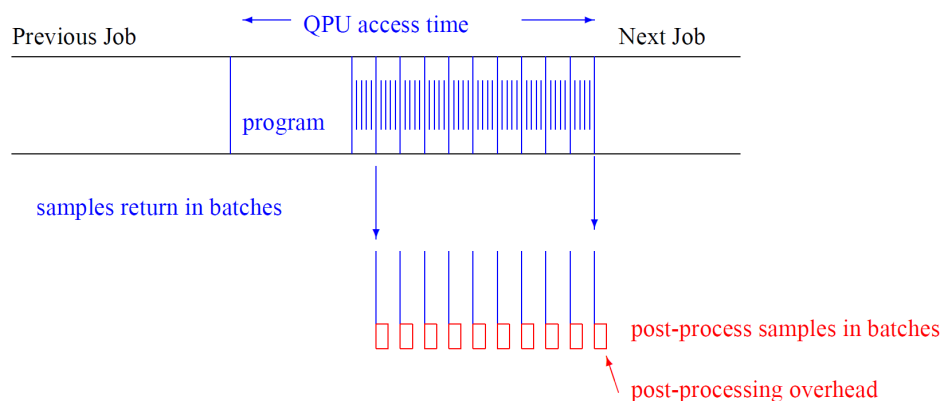 QPU access time
Previous Job
Next Job
program
samples return in batches
post-process samples in batches
post-processing overhead